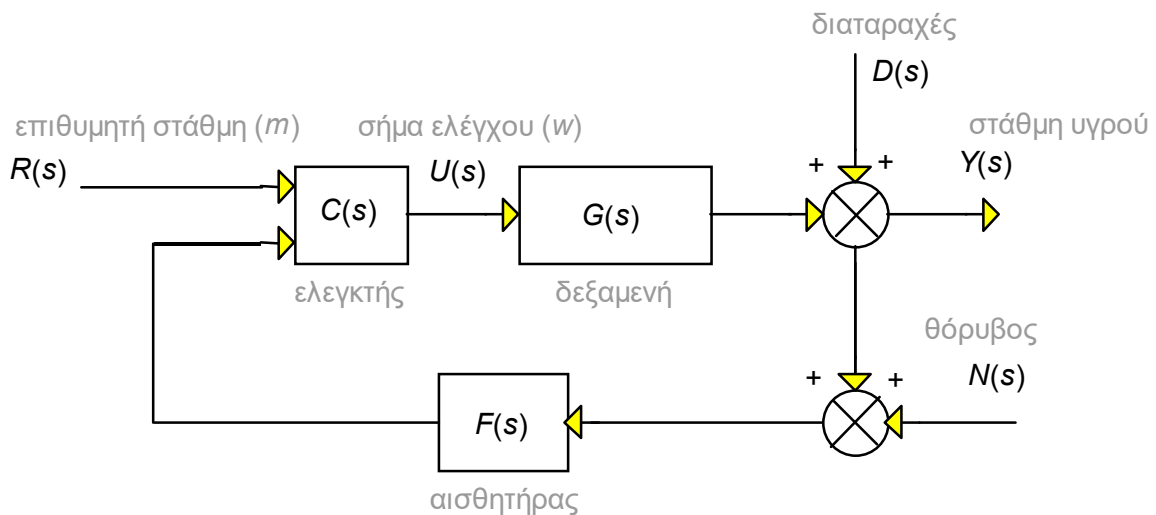 διαταραχές
D(s)
επιθυμητή στάθμη (m)
σήμα ελέγχου (w)
στάθμη υγρού
R(s)
U(s)
Y(s)
+ +
C(s)
G(s)
ελεγκτής
δεξαμενή
θόρυβος
+ +
N(s)
F(s)
αισθητήρας